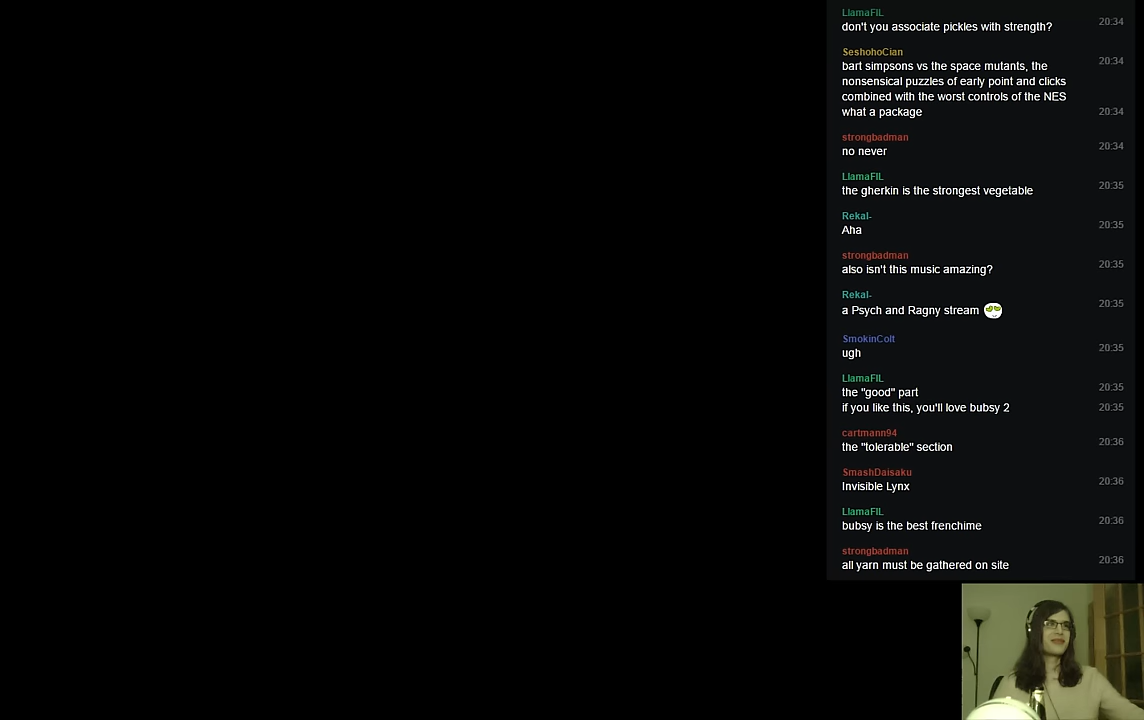 LlamaFIL
don't you associate pickles with strength?
20:34
SeshohoCian
bart simpsons vs the space mutants, the
20:34
nonsensical puzzles of early point and clicks
combined with the worst controls of the NES
what a package
20:34
strongbadman
no never
20:34
LlamaFIL
the gherkin is the strongest vegetable
20:35
Rekal-
Aha
20:35
strongbadman
also isn't this music amazing?
20:35
Rekal-
a Psych and Ragny stream
20:35
SmokinColt
ugh
20:35
LlamaFIL
the "good" part
20:35
if you like this, you'll love bubsy 2
20:35
cartmann94
the "tolerable" section
20:36
SmashDaisaku
Invisible Lynx
20:36
LlamaFIL
bubsy is the best frenchime
20:36
strongbadman
all yarn must be gathered on site
20:36